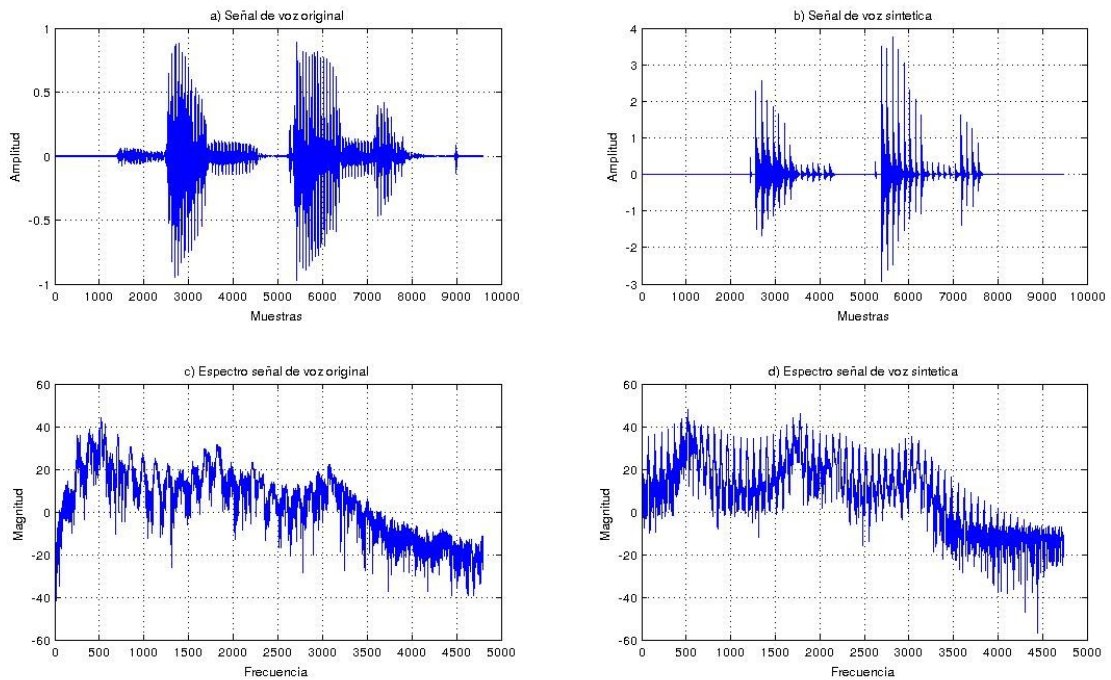 a) Señal de voz original
1
0.5
0
-0.5
-1
Amplitud
0 1000 2000 3000 4000 5000 6000 7000 8000 9000 10000
Muestras
b) Señal de voz sintetica
4
3
2
1
0
-1
-2
-3
Amplitud
0 1000 2000 3000 4000 5000 6000 7000 8000 9000 10000
Muestras
c) Espectro señal de voz original
60
40
20
0
-20
-40
-60
Magnitud
0 500 1000 1500 2000 2500 3000 3500 4000 4500 5000
Frecuencia
d) Espectro señal de voz sintetica
60
40
20
0
-20
-40
-60
Magnitud
0 500 1000 1500 2000 2500 3000 3500 4000 4500 5000
Frecuencia